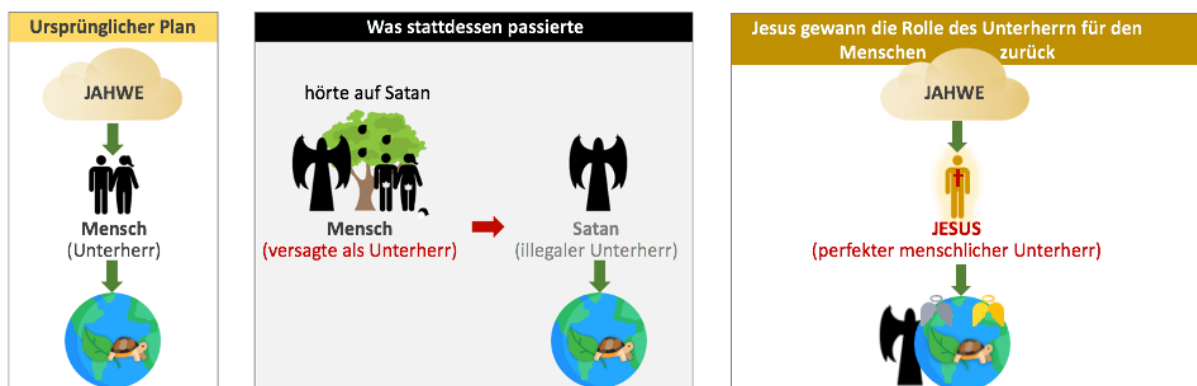 Ursprünglicher Plan
JAHWE
Mensch
(Unterherr)
Was stattdessen passierte
hörte auf Satan
Mensch
(versagte als Unterherr)
Satan
(illegaler Unterherr)
Jesus gewann die Rolle des Unterherrn für den
Menschen zurück
JAHWE
JESUS
(perfekter menschlicher Unterherr)